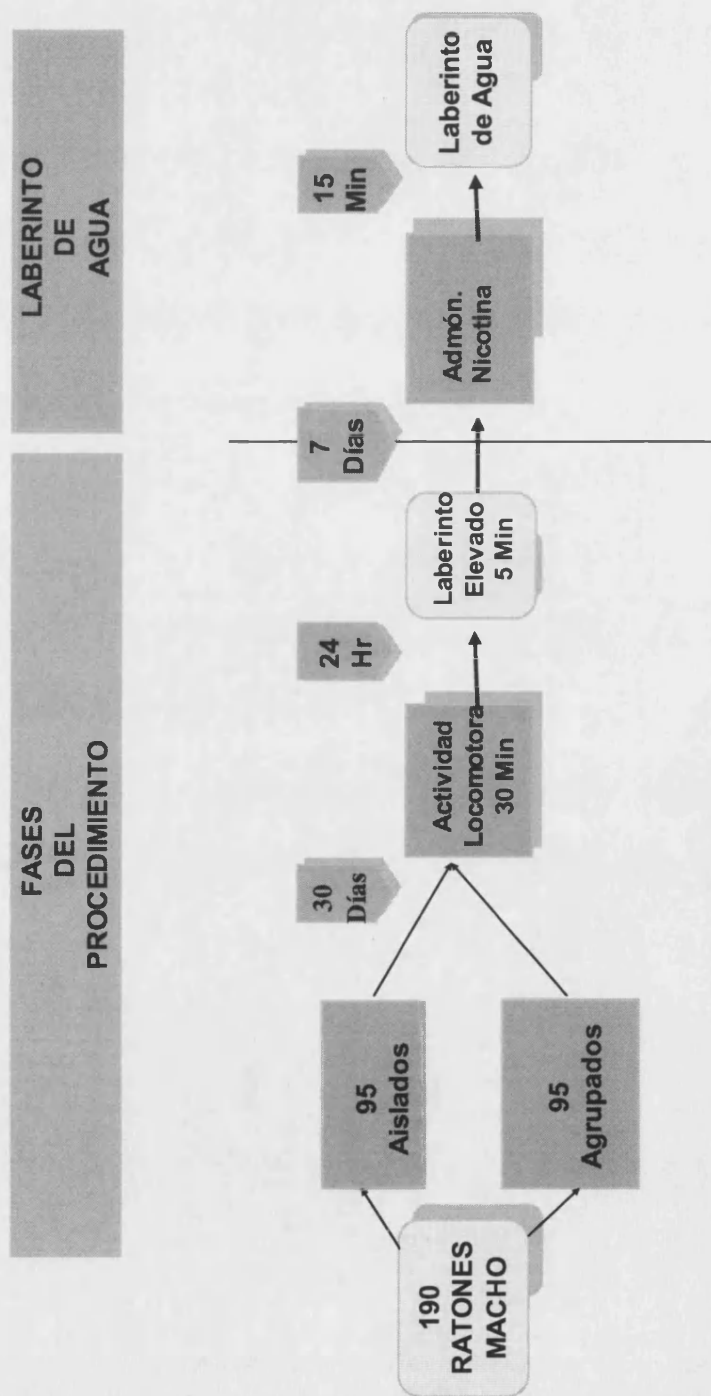 FASES
DEL
PROCEDIMIENTO
LABERINTO
DE
AGUA
190
RATONES
MACHO
95
Aislados
95
Agrupados
30
Días
Actividad
Locomotora
30 Min
24
Hr
Laberinto
Elevado
5 Min
7
Días
Admón.
Nicotina
15
Min
Laberinto
de Agua